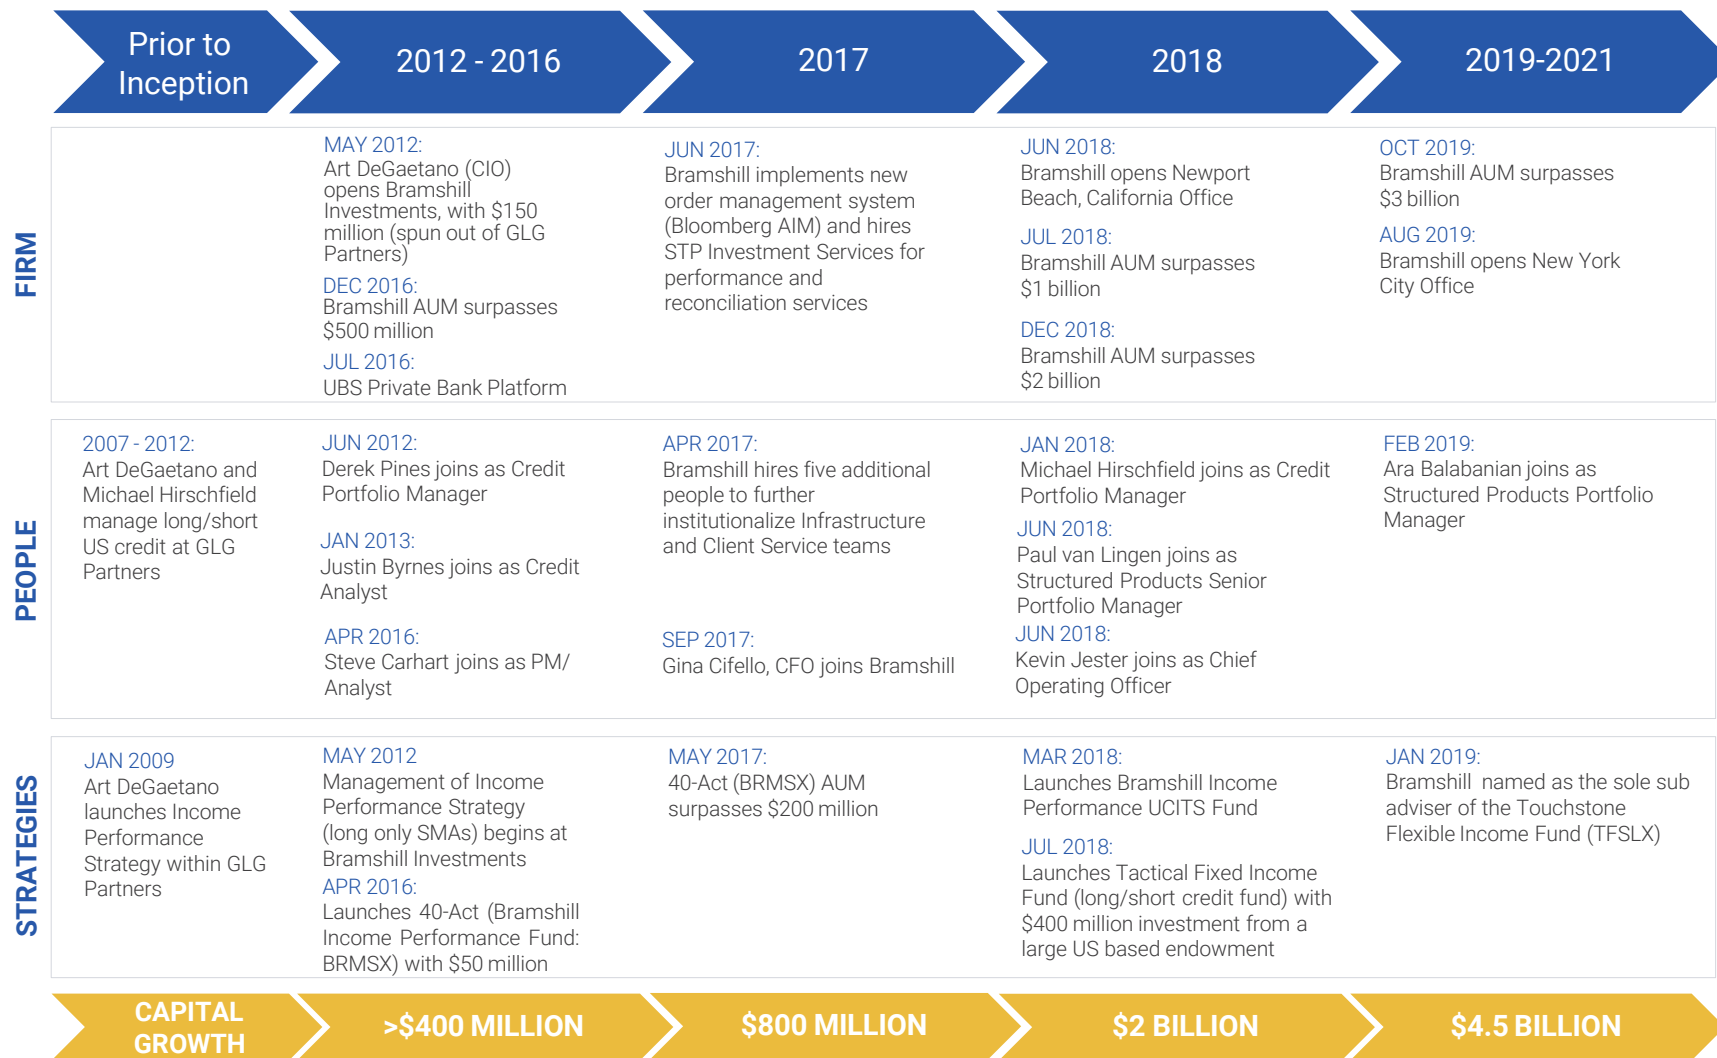 Prior to
Inception
2012 - 2016
2017
2018
2019-2021
FIRM
MAY 2012:
Art DeGaetano (CIO)
opens Bramshill
Investments, with $150
million (spun out of GLG
Partners)
DEC 2016:
Bramshill AUM surpasses
$500 million
JUL 2016:
UBS Private Bank Platform
JUN 2017:
Bramshill implements new
order management system
(Bloomberg AIM) and hires
STP Investment Services for
performance and
reconciliation services
JUN 2018:
Bramshill opens Newport
Beach, California Office
JUL 2018:
Bramshill AUM surpasses
$1 billion
DEC 2018:
Bramshill AUM surpasses
$2 billion
OCT 2019:
Bramshill AUM surpasses
$3 billion
AUG 2019:
Bramshill opens New York
City Office
PEOPLE
2007 - 2012:
Art DeGaetano and
Michael Hirschfield
manage long/short
US credit at GLG
Partners
JUN 2012:
Derek Pines joins as Credit
Portfolio Manager
JAN 2013:
Justin Byrnes joins as Credit
Analyst
APR 2016:
Steve Carhart joins as PM/
Analyst
APR 2017:
Bramshill hires five additional
people to further
institutionalize Infrastructure
and Client Service teams
SEP 2017:
Gina Cifello, CFO joins Bramshill
JAN 2018:
Michael Hirschfield joins as Credit
Portfolio Manager
JUN 2018:
Paul van Lingen joins as
Structured Products Senior
Portfolio Manager
JUN 2018:
Kevin Jester joins as Chief
Operating Officer
FEB 2019:
Ara Balabanian joins as
Structured Products Portfolio
Manager
STRATEGIES
JAN 2009
Art DeGaetano
launches Income
Performance
Strategy within GLG
Partners
MAY 2012
Management of Income
Performance Strategy
(long only SMAs) begins at
Bramshill Investments
APR 2016:
Launches 40-Act (Bramshill
Income Performance Fund:
BRMSX) with $50 million
MAY 2017:
40-Act (BRMSX) AUM
surpasses $200 million
MAR 2018:
Launches Bramshill Income
Performance UCITS Fund
JUL 2018:
Launches Tactical Fixed Income
Fund (long/short credit fund) with
$400 million investment from a
large US based endowment
JAN 2019:
Bramshill named as the sole sub
adviser of the Touchstone
Flexible Income Fund (TFSLX)
CAPITAL
GROWTH
>$400 MILLION
$800 MILLION
$2 BILLION
$4.5 BILLION